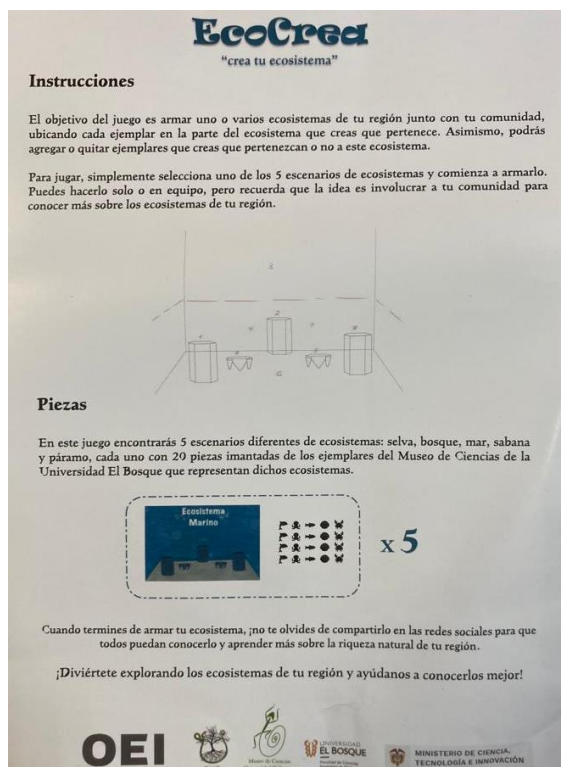 EcoCrea
“crea tu ecosistema”
Instrucciones
El objetivo del juego es armar uno o varios ecosistemas de tu región junto con tu comunidad,
ubicando cada ejemplar en la parte del ecosistema que creas que pertenece. Asimismo, podrás
agregar o quitar ejemplares que creas que pertenezcan o no a este ecosistema.
Para jugar, simplemente selecciona uno de los 5 escenarios de ecosistemas y comienza a armarlo.
Puedes hacerlo solo o en equipo, pero recuerda que la idea es involucrar a tu comunidad para
conocer más sobre los ecosistemas de tu región.
Piezas
En este juego encontrarás 5 escenarios diferentes de ecosistemas: selva, bosque, mar, sabana
y páramo, cada uno con 20 piezas imantadas de los ejemplares del Museo de Ciencias de la
Universidad El Bosque que representan dichos ecosistemas.
Ecosistema
Marino
x 5
Cuando termines de armar tu ecosistema, ¡no te olvides de compartirlo en las redes sociales para que
todos puedan conocerlo y aprender más sobre la riqueza natural de tu región.
¡Diviértete explorando los ecosistemas de tu región y ayúdanos a conocerlos mejor!
OEI
Museo de Ciencias
UNIVERSIDAD
EL BOSQUE
MINISTERIO DE CIENCIA,
TECNOLOGÍA E INNOVACIÓN